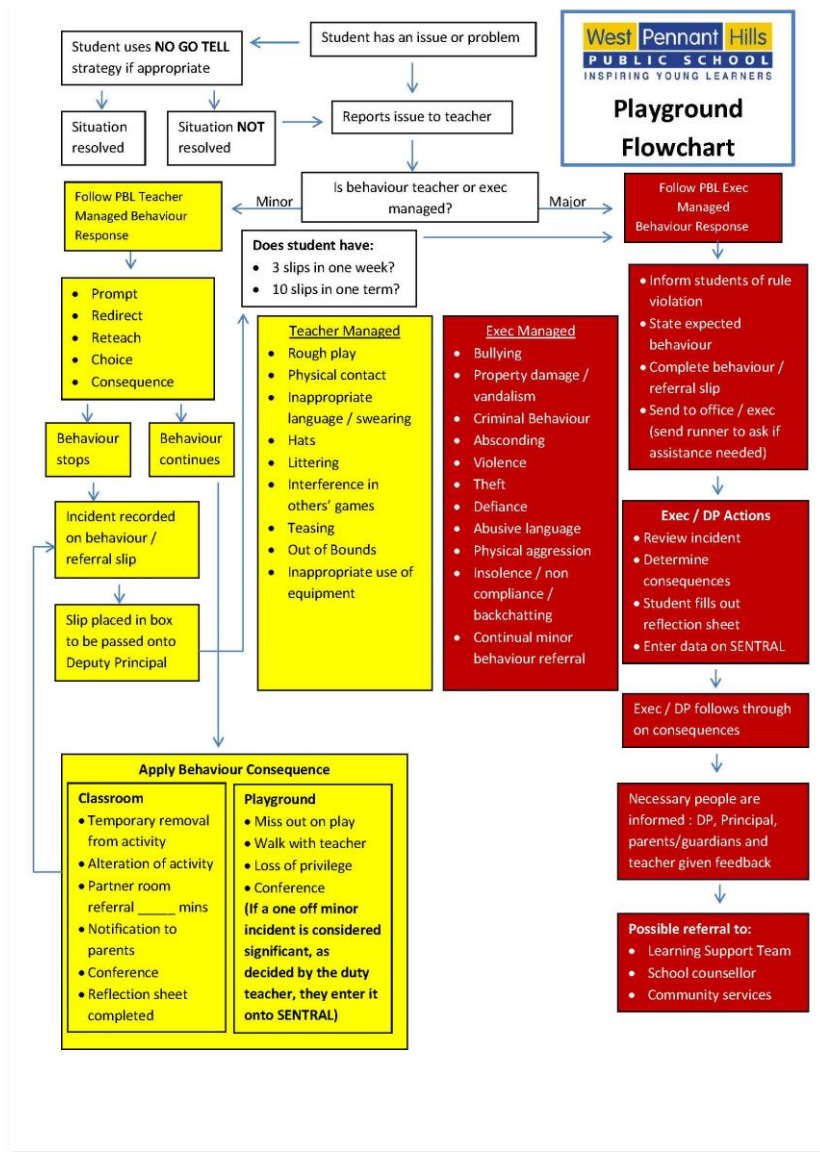 Student uses NO GO TELL
strategy if appropriate
Student has an issue or problem
West Pennant Hills
PUBLIC SCHOOL
INSPIRING YOUNG LEARNERS
Playground
Flowchart
Situation
resolved
Situation NOT
resolved
Reports issue to teacher
Is behaviour teacher or exec
managed?
Minor
Major
Follow PBL Teacher
Managed Behaviour
Response
Follow PBL Exec
Managed
Behaviour Response
Does student have:
• 3 slips in one week?
• 10 slips in one term?
• Prompt
• Redirect
• Reteach
• Choice
• Consequence
Behaviour
stops
Behaviour
continues
Incident recorded
on behaviour /
referral slip
Slip placed in box
to be passed onto
Deputy Principal
Teacher Managed
• Rough play
• Physical contact
• Inappropriate
language / swearing
• Hats
• Littering
• Interference in
others’ games
• Teasing
• Out of Bounds
• Inappropriate use of
equipment
Exec Managed
• Bullying
• Property damage /
vandalism
• Criminal Behaviour
• Absconding
• Violence
• Theft
• Defiance
• Abusive language
• Physical aggression
• Insolence / non
compliance /
backchatting
• Continual minor
behaviour referral
• Inform students of rule
violation
• State expected
behaviour
• Complete behaviour /
referral slip
• Send to office / exec
(send runner to ask if
assistance needed)
Exec / DP Actions
• Review incident
• Determine
consequences
• Student fills out
reflection sheet
• Enter data on SENTRAL
Exec / DP follows through
on consequences
Necessary people are
informed : DP, Principal,
parents/guardians and
teacher given feedback
Possible referral to:
• Learning Support Team
• School counsellor
• Community services
Apply Behaviour Consequence
Classroom
• Temporary removal
from activity
• Alteration of activity
• Partner room
referral _____ mins
• Notification to
parents
• Conference
• Reflection sheet
completed
Playground
• Miss out on play
• Walk with teacher
• Loss of privilege
• Conference
(If a one off minor
incident is considered
significant, as
decided by the duty
teacher, they enter it
onto SENTRAL)